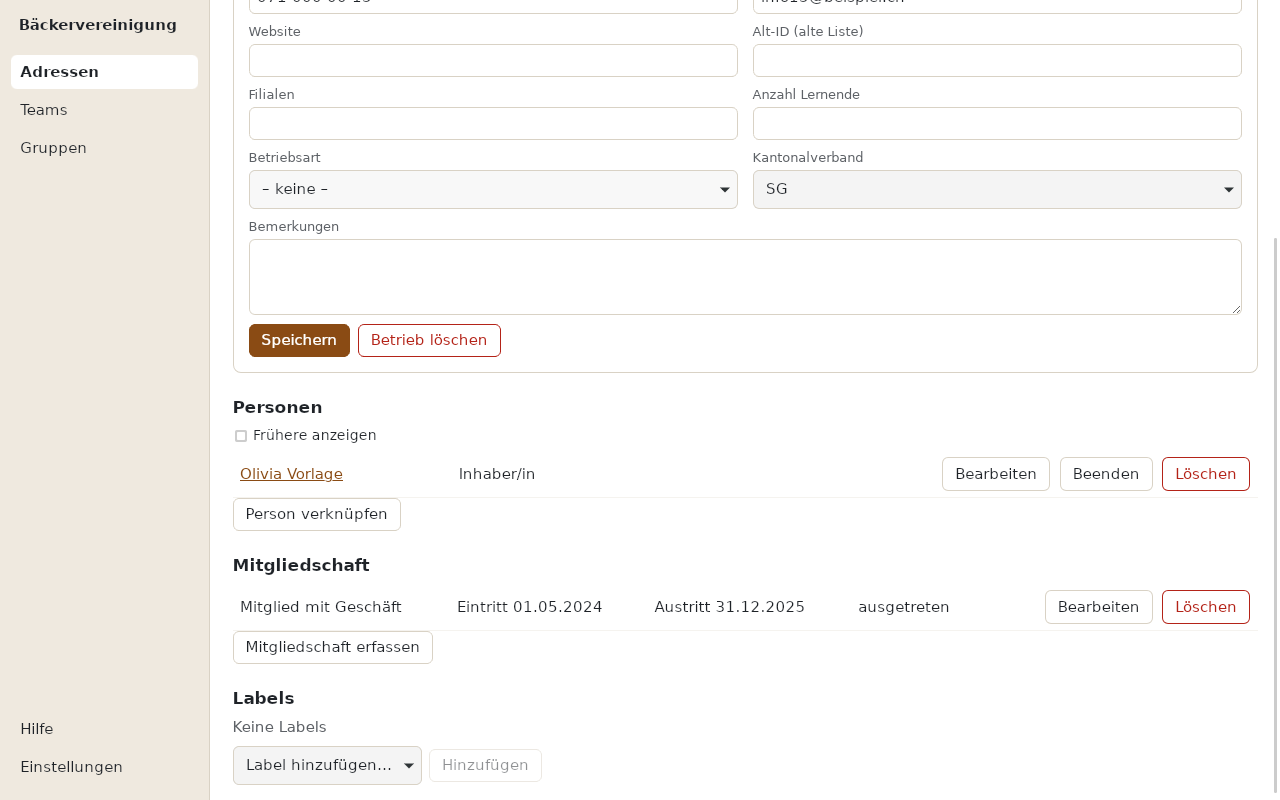 Bäckervereinigung
Adressen
Teams
Gruppen
Hilfe
Einstellungen
Website
Alt-ID (alte Liste)
Filialen
Anzahl Lernende
Betriebsart
Kantonalverband
– keine –
SG
Bemerkungen
Speichern
Betrieb löschen
Personen
Frühere anzeigen
Olivia Vorlage Inhaber/in Bearbeiten Beenden Löschen
Person verknüpfen
Mitgliedschaft
Mitglied mit Geschäft Eintritt 01.05.2024 Austritt 31.12.2025 ausgetreten Bearbeiten Löschen
Mitgliedschaft erfassen
Labels
Keine Labels
Label hinzufügen... Hinzufügen